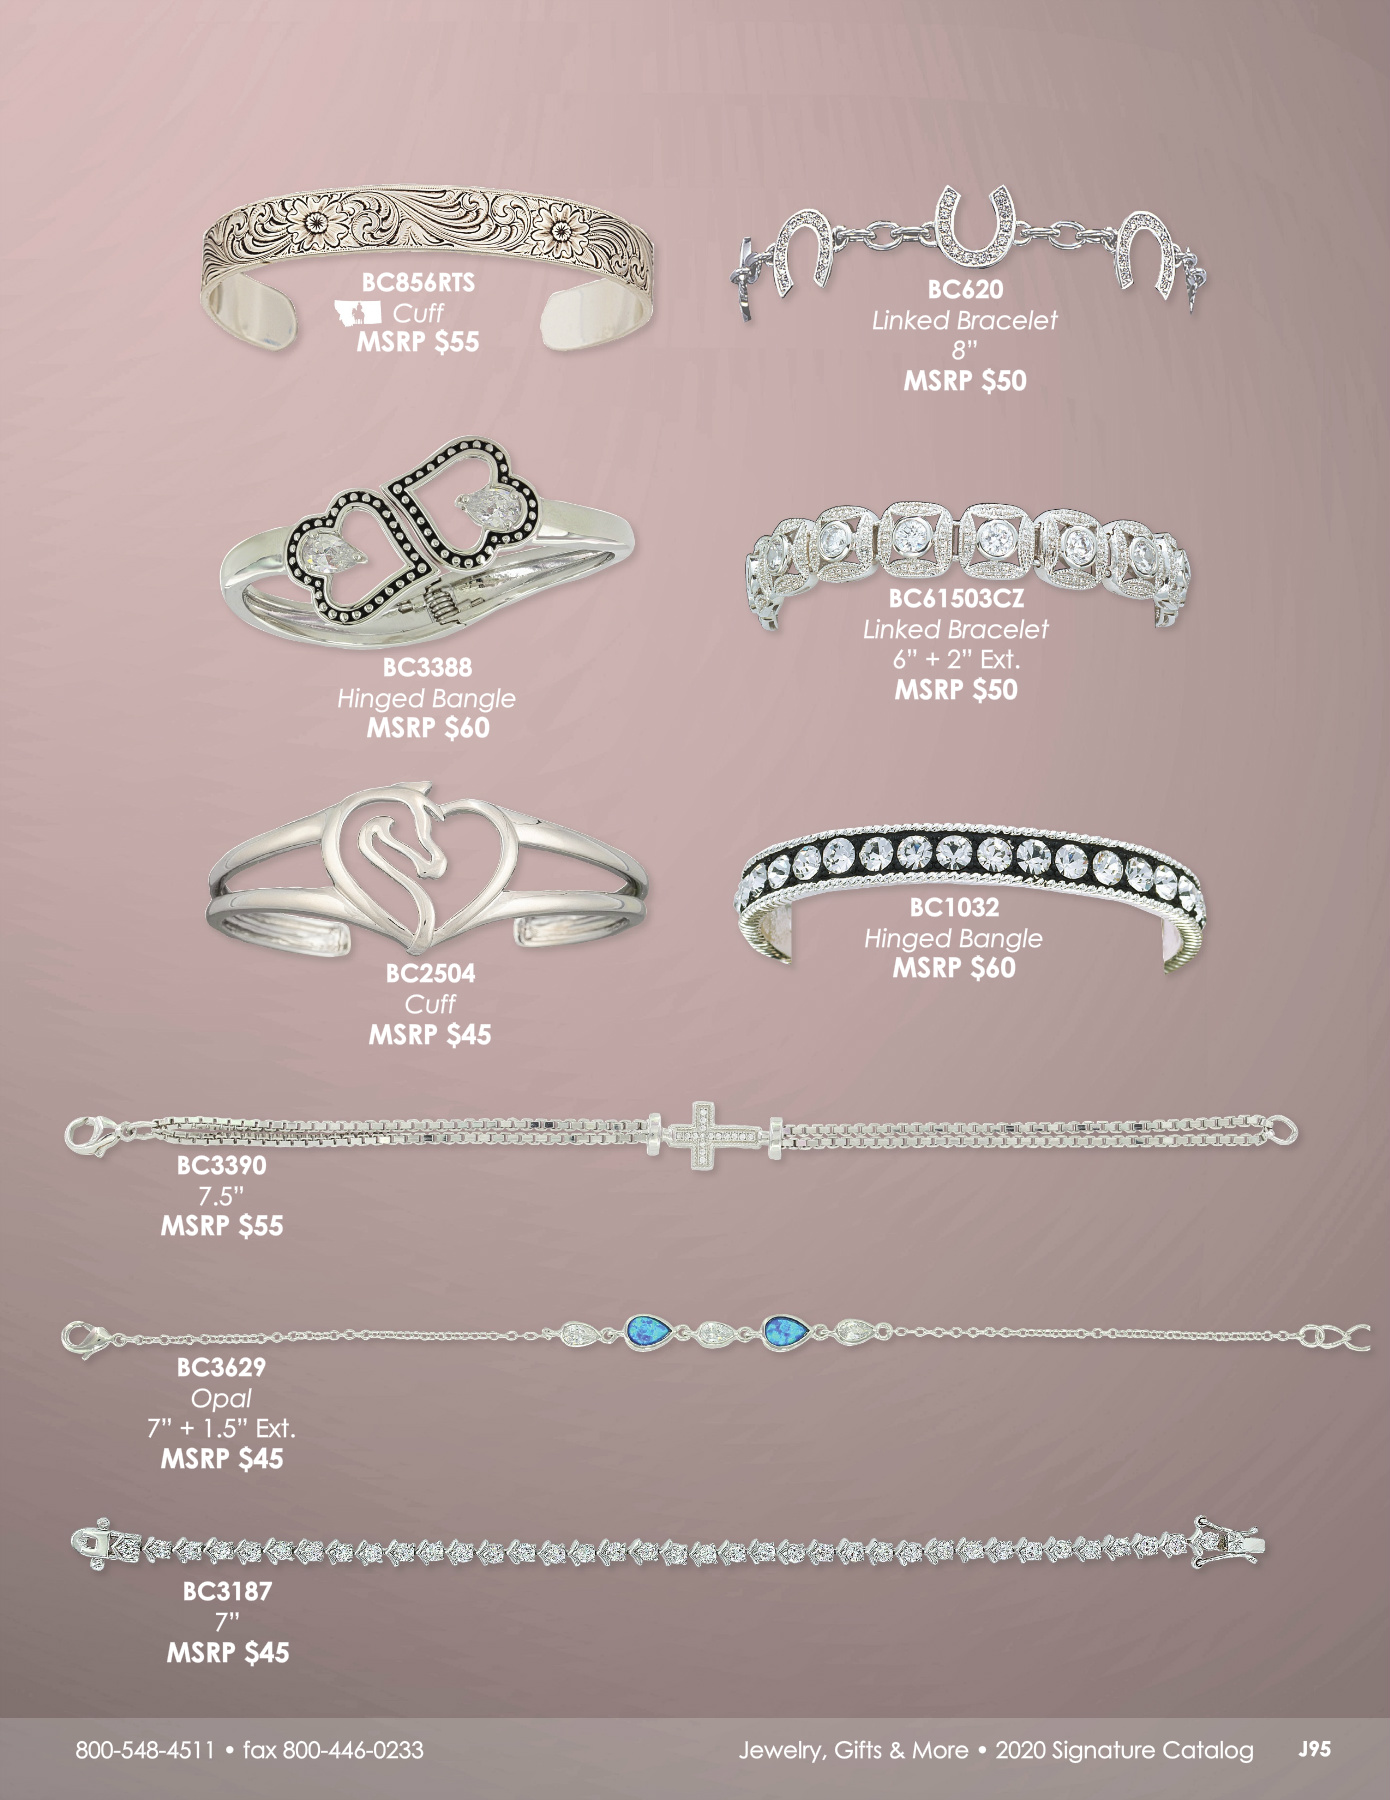 BC856RTS
Cuff
MSRP $55
BC620
Linked Bracelet
8”
MSRP $50
BC3388
Hinged Bangle
MSRP $60
BC61503CZ
Linked Bracelet
6” + 2” Ext.
MSRP $50
BC2504
Cuff
MSRP $45
BC1032
Hinged Bangle
MSRP $60
BC3390
7.5”
MSRP $55
BC3629
Opal
7” + 1.5” Ext.
MSRP $45
BC3187
7”
MSRP $45
800-548-4511 • fax 800-446-0233
Jewelry, Gifts & More • 2020 Signature Catalog J95